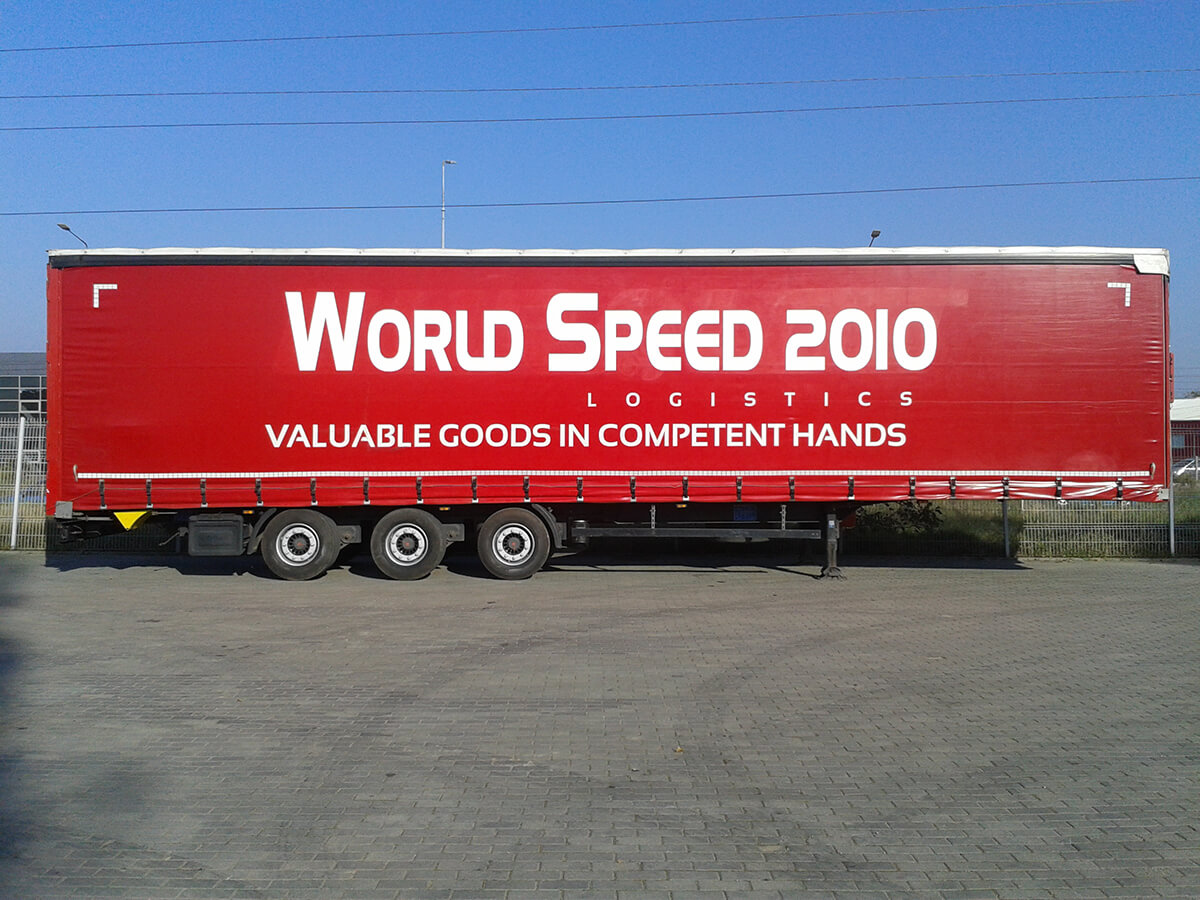 WORLD SPEED 2010
LOGISTICS
VALUABLE GOODS IN COMPETENT HANDS